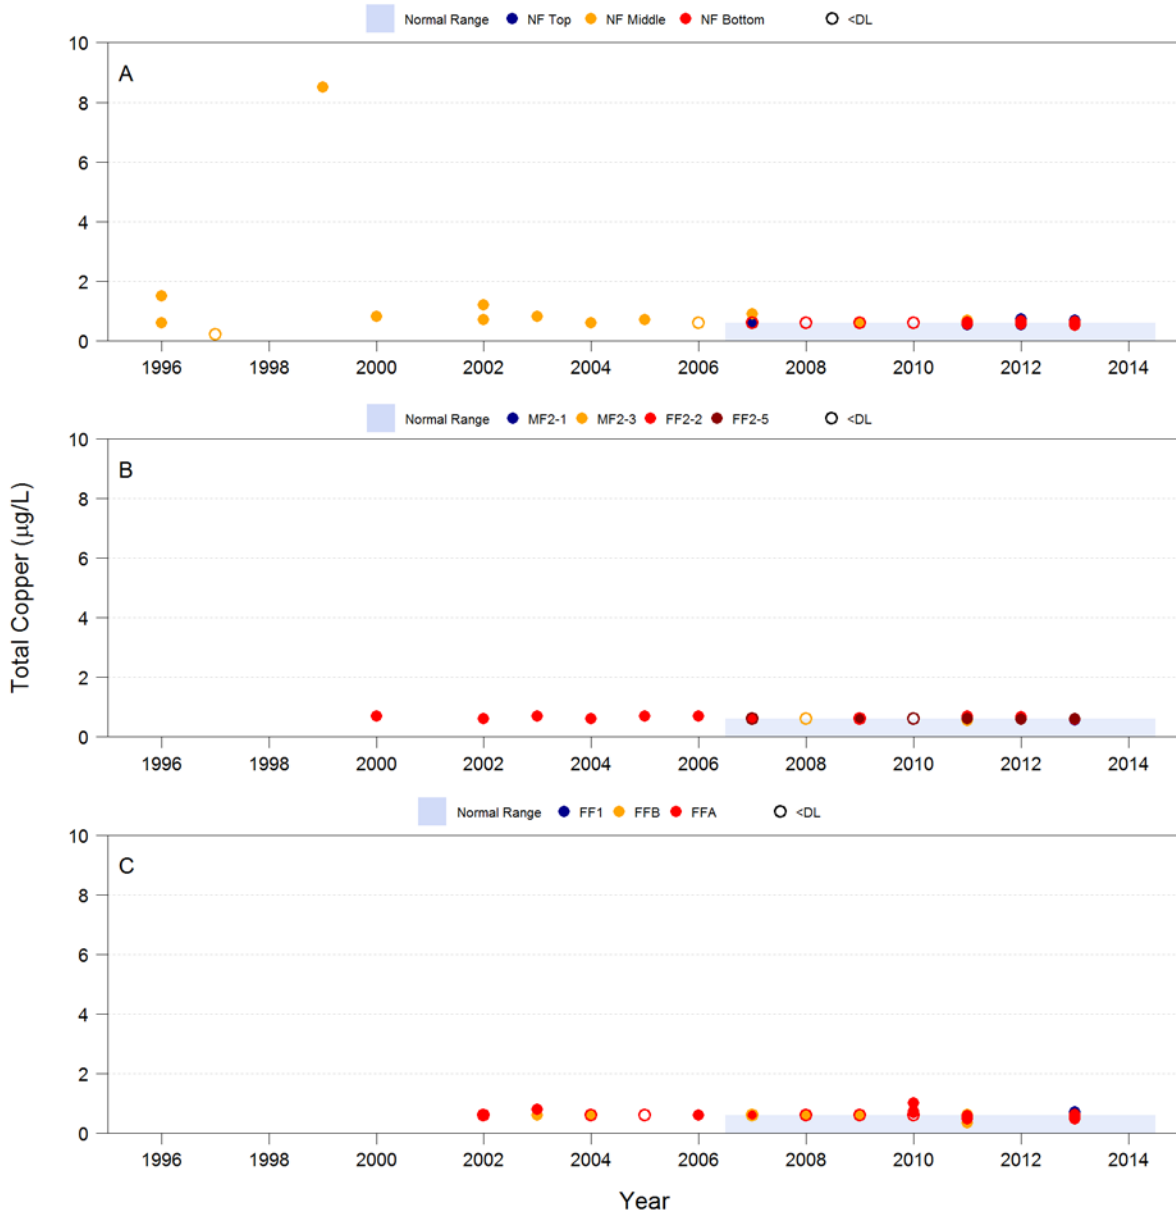 Normal Range NF Top NF Middle NF Bottom <DL
A
10
8
6
4
2
0
1996 1998 2000 2002 2004 2006 2008 2010 2012 2014
Normal Range MF2-1 MF2-3 FF2-2 FF2-5 <DL
B
10
8
6
4
2
0
1996 1998 2000 2002 2004 2006 2008 2010 2012 2014
Total Copper (µg/L)
Normal Range FF1 FFB FFA <DL
C
10
8
6
4
2
0
1996 1998 2000 2002 2004 2006 2008 2010 2012 2014
Year